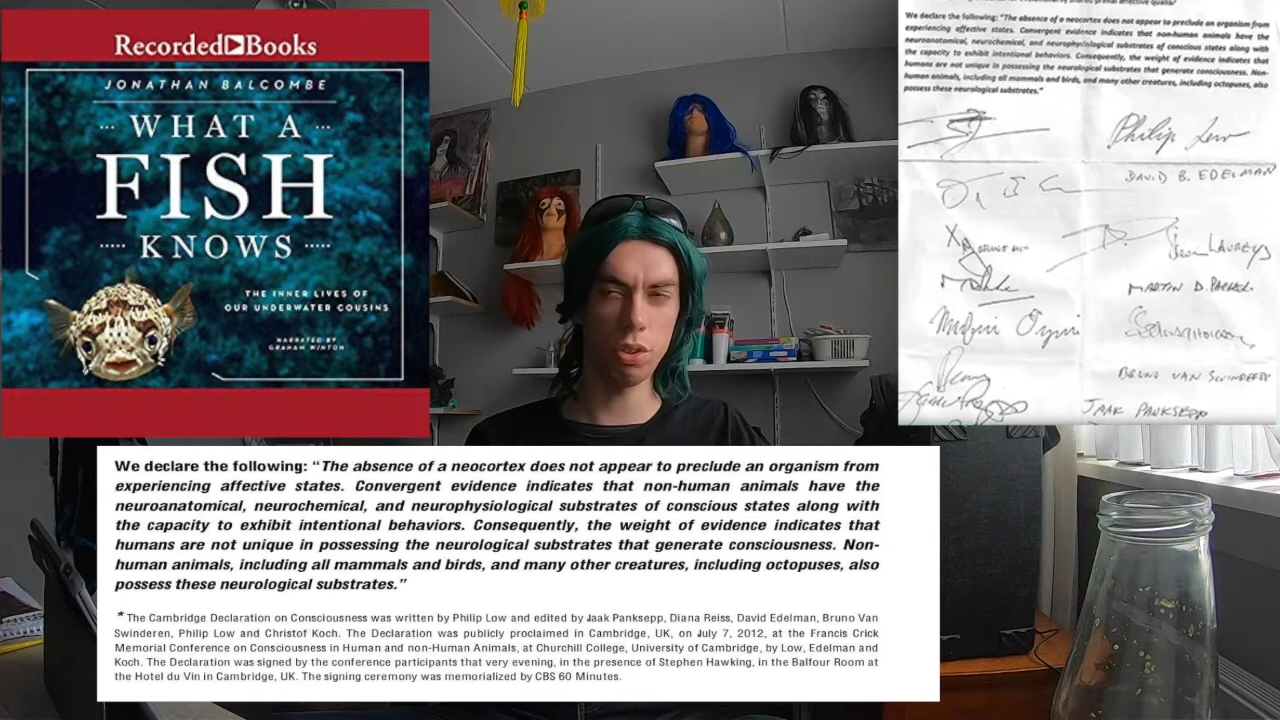 Recorded Books
JONATHAN BALCOMBE
WHAT A
FISH
KNOWS
THE INNER LIVES OF
OUR UNDERWATER COUSINS
NARRATED BY
GRAHAM WINTON
We declare the following: "The absence of a neocortex does not appear to preclude an organism from
experiencing affective states. Convergent evidence indicates that non-human animals have the
neuroanatomical, neurochemical, and neurophysiological substrates of conscious states along with
the capacity to exhibit intentional behaviors. Consequently, the weight of evidence indicates that
humans are not unique in possessing the neurological substrates that generate consciousness. Non-
human animals, including all mammals and birds, and many other creatures, including octopuses, also
possess these neurological substrates."
Philip Low
DAVID B. EDELMAN
LAUREYS
MARTIN D.
BRUNO VAN SWINDEREN
JAAK PANKSEPP
We declare the following: "The absence of a neocortex does not appear to preclude an organism from
experiencing affective states. Convergent evidence indicates that non-human animals have the
neuroanatomical, neurochemical, and neurophysiological substrates of conscious states along with
the capacity to exhibit intentional behaviors. Consequently, the weight of evidence indicates that
humans are not unique in possessing the neurological substrates that generate consciousness. Non-
human animals, including all mammals and birds, and many other creatures, including octopuses, also
possess these neurological substrates."
* The Cambridge Declaration on Consciousness was written by Philip Low and edited by Jaak Panksepp, Diana Reiss, David Edelman, Bruno Van
Swinderen, Philip Low and Christof Koch. The Declaration was publicly proclaimed in Cambridge, UK, on July 7, 2012, at the Francis Crick
Memorial Conference on Consciousness in Human and non-Human Animals, at Churchill College, University of Cambridge, by Low, Edelman and
Koch. The Declaration was signed by the conference participants that very evening, in the presence of Stephen Hawking, in the Balfour Room at
the Hotel du Vin in Cambridge, UK. The signing ceremony was memorialized by CBS 60 Minutes.